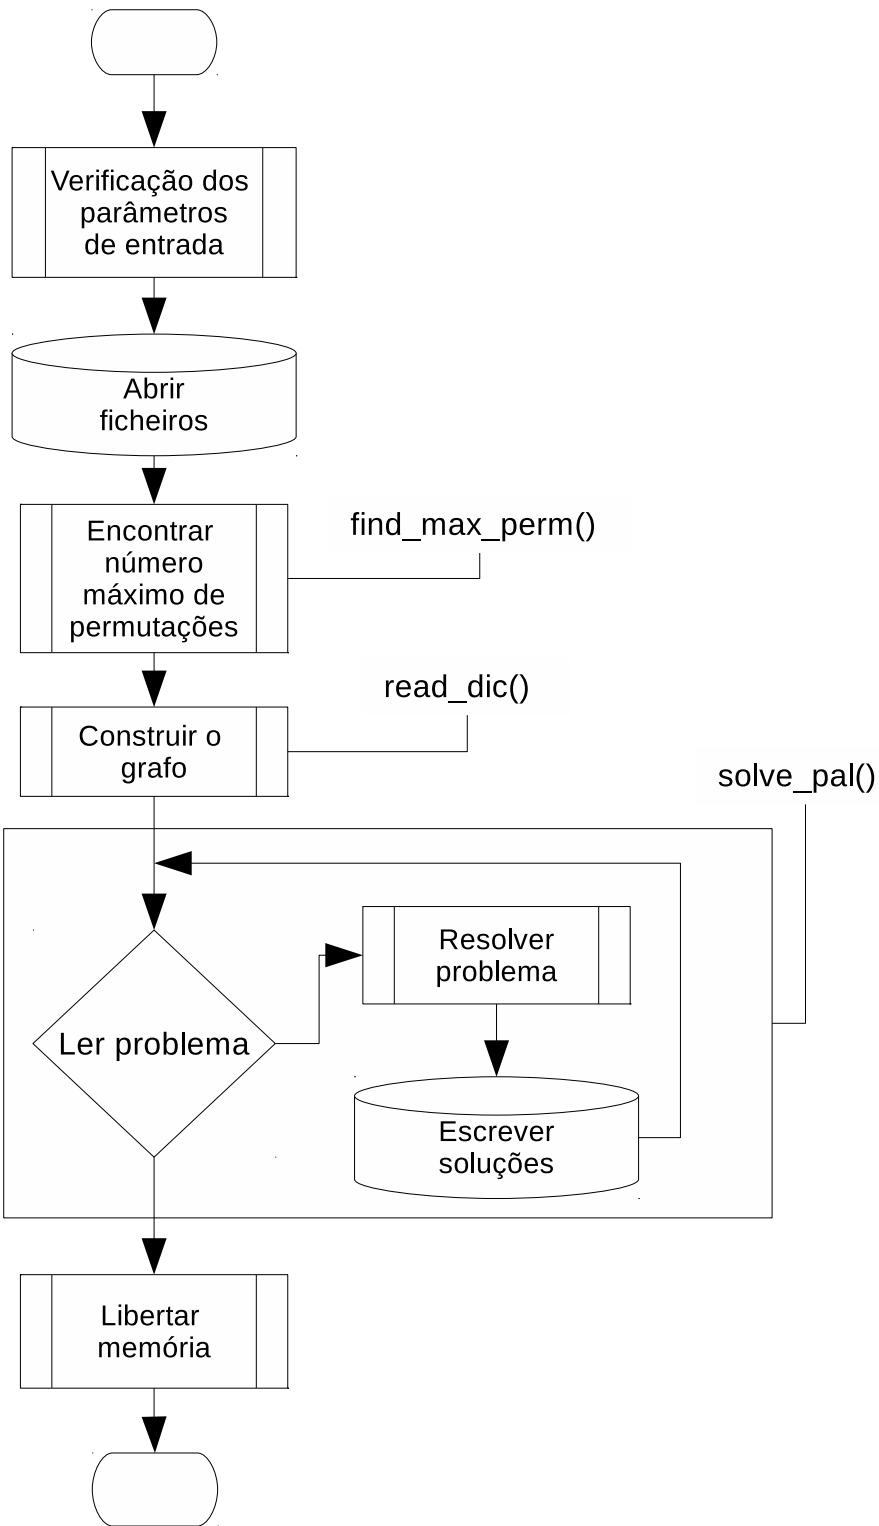 Verificação dos
parâmetros
de entrada
Abrir
ficheiros
Encontrar
número
máximo de
permutações
find_max_perm()
read_dic()
Construir o
grafo
solve_pal()
Resolver
problema
Ler problema
Escrever
soluções
Libertar
memória